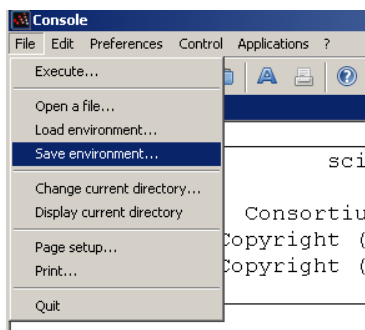 Console
File Edit Preferences Control Applications ?
Execute...
Open a file...
Load environment...
Save environment...
sci
Change current directory...
Display current directory
Consortiu
Page setup...
Copyright (
Print...
Copyright (
Quit